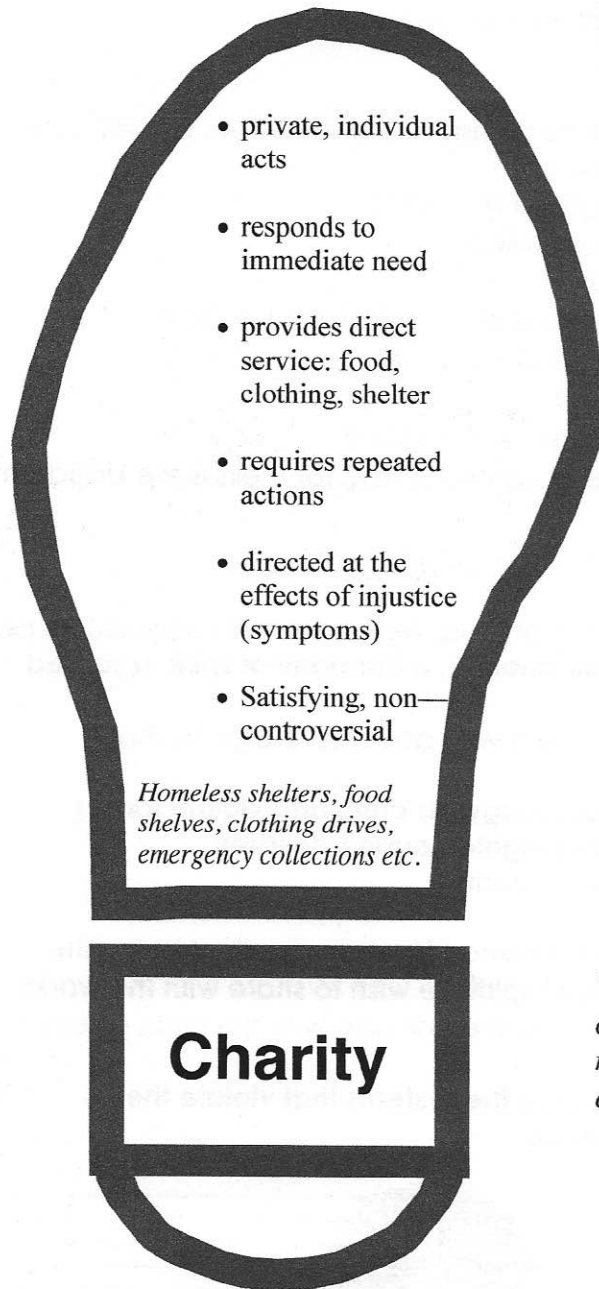 • private, individual
acts
• responds to
immediate need
• provides direct
service: food,
clothing, shelter
• requires repeated
actions
• directed at the
effects of injustice
(symptoms)
• Satisfying, non—
controversial
Homeless shelters, food
shelves, clothing drives,
emergency collections etc.
Charity